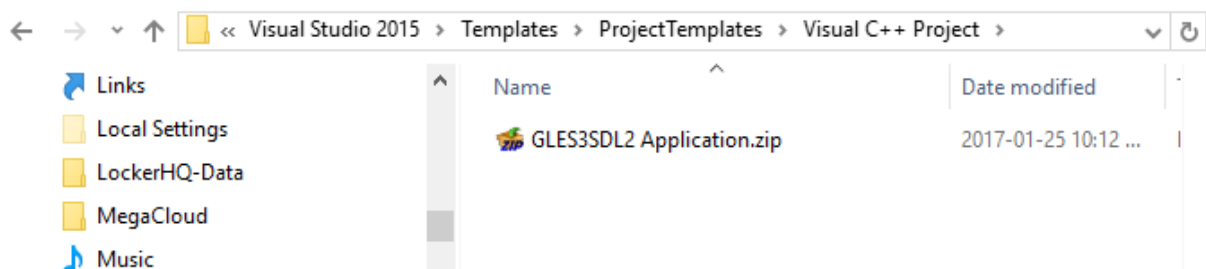 « Visual Studio 2015 > Templates > ProjectTemplates > Visual C++ Project >
Links
Local Settings
LockerHQ-Data
MegaCloud
Music
Name Date modified
ZIP GLES3SDL2 Application.zip 2017-01-25 10:12 ...